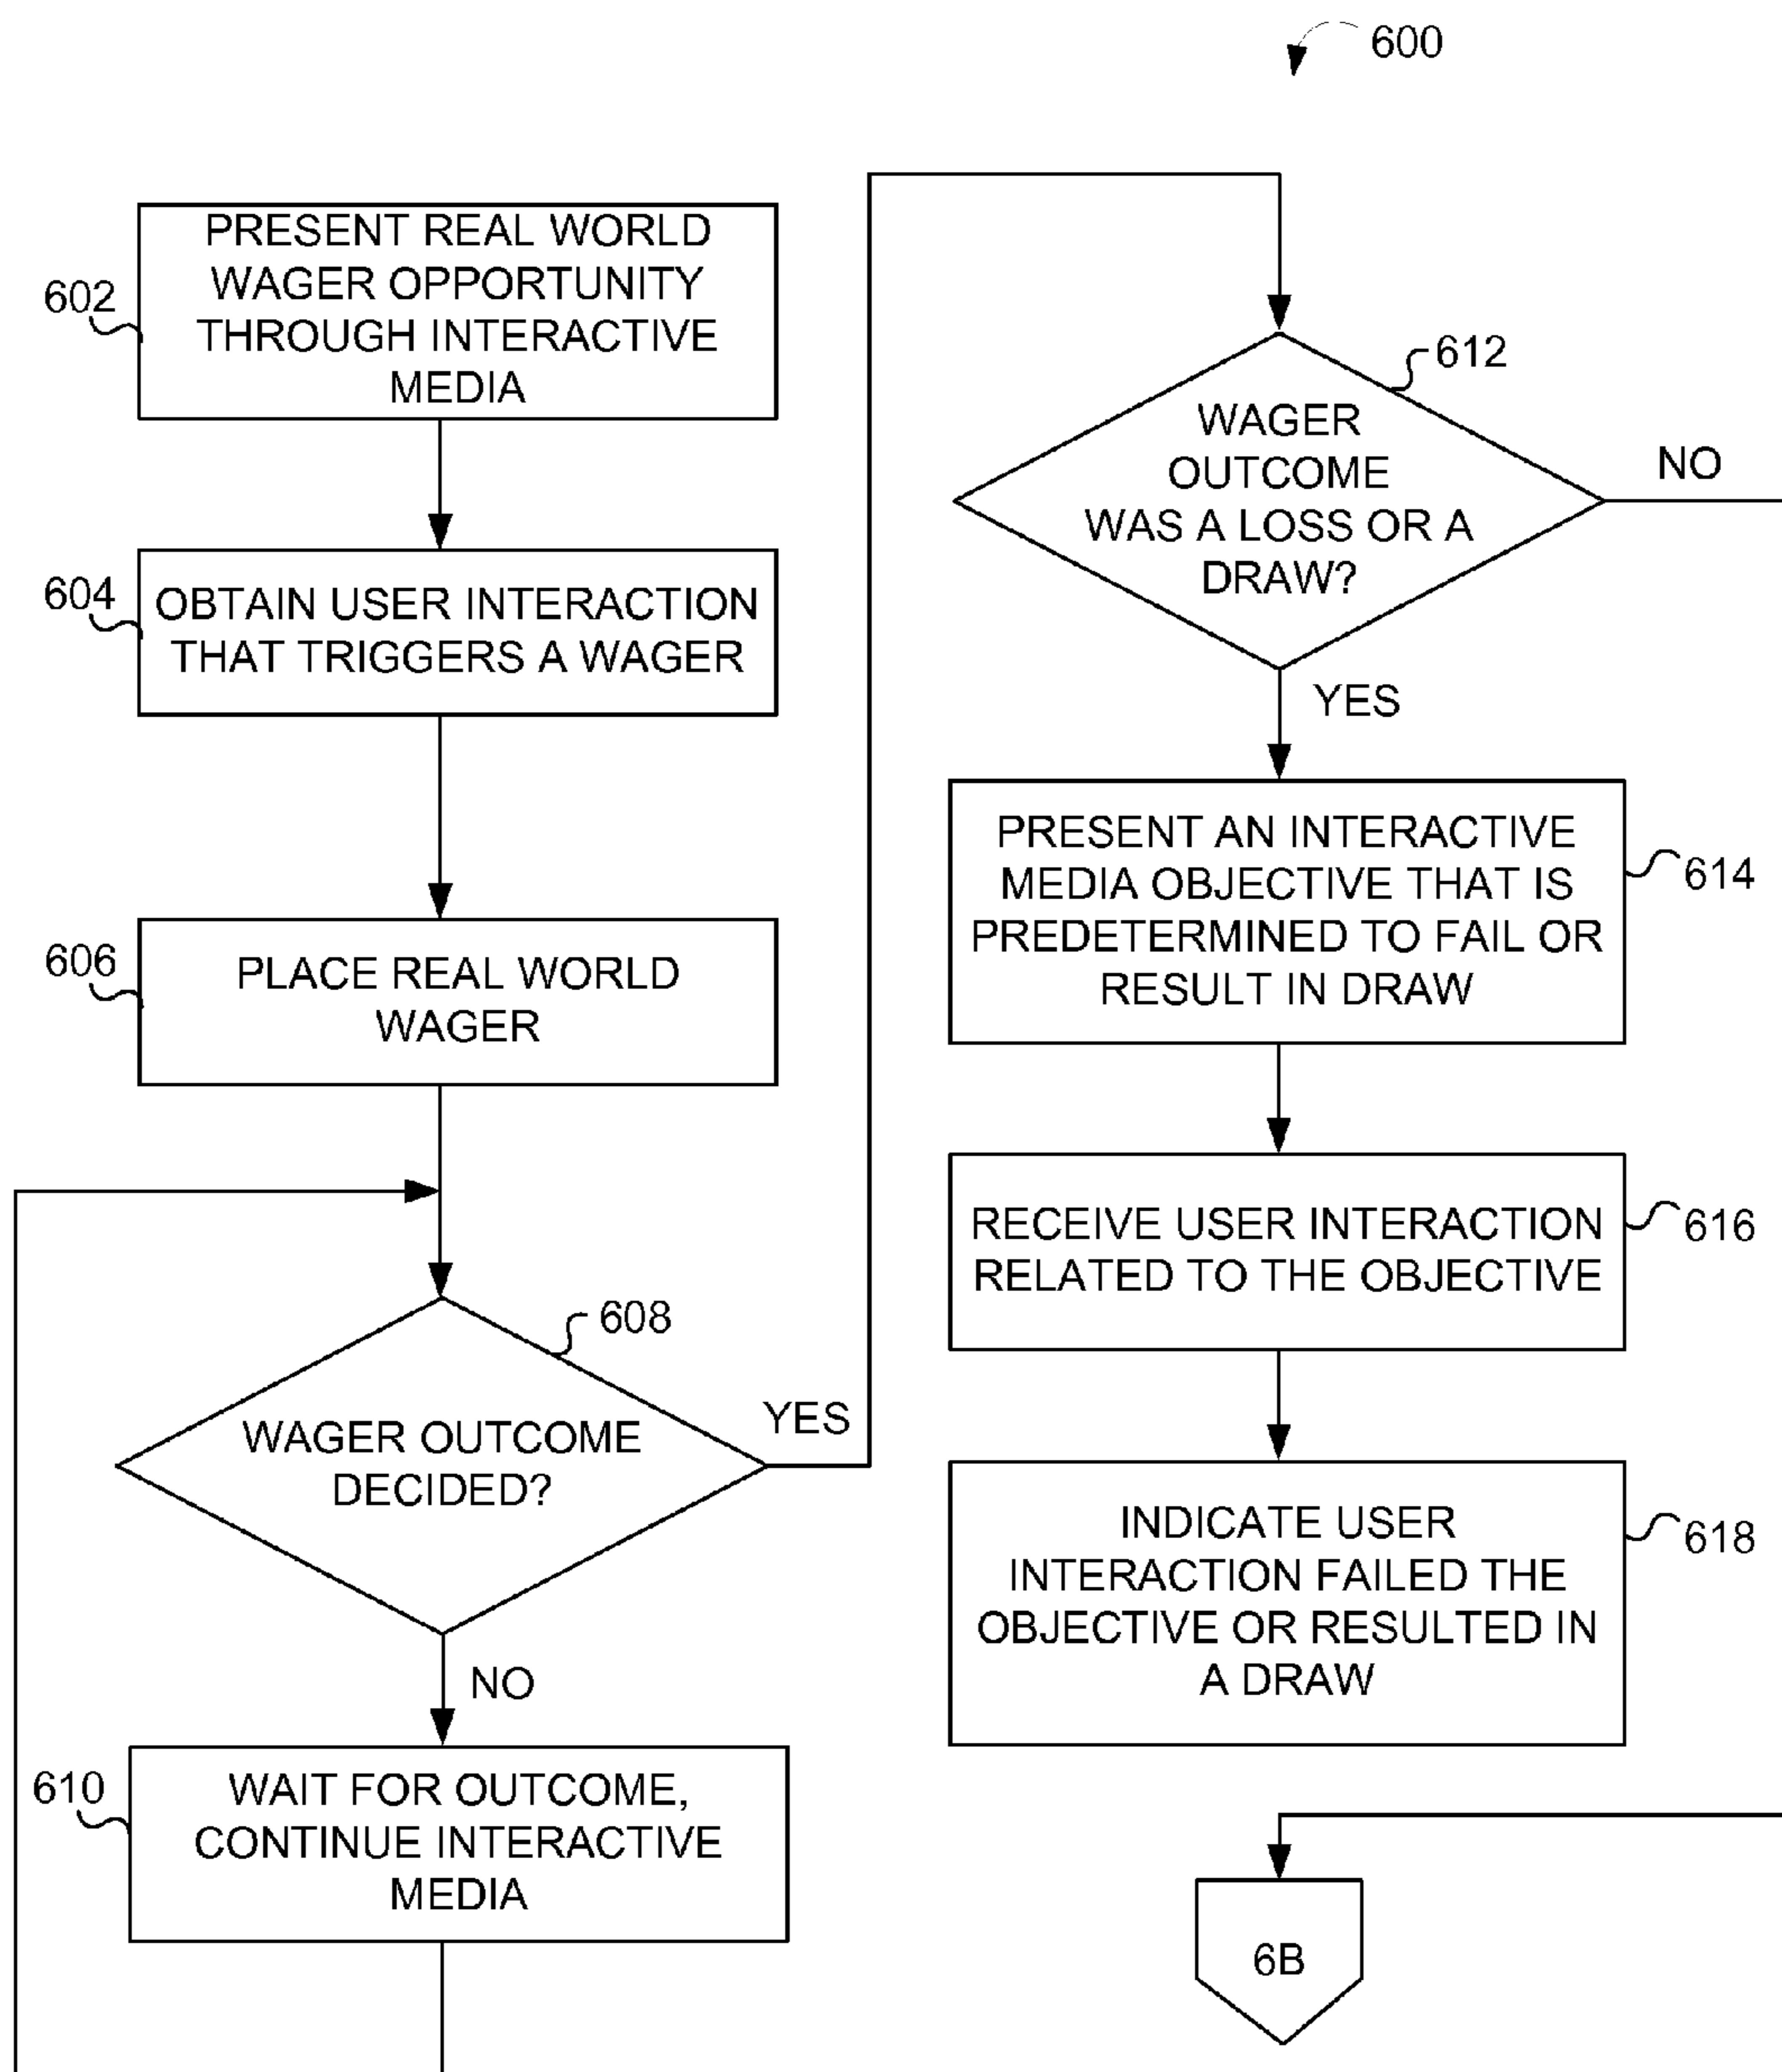 600
602
PRESENT REAL WORLD
WAGER OPPORTUNITY
THROUGH INTERACTIVE
MEDIA
604
OBTAIN USER INTERACTION
THAT TRIGGERS A WAGER
606
PLACE REAL WORLD
WAGER
608
WAGER OUTCOME
DECIDED?
YES
NO
610
WAIT FOR OUTCOME,
CONTINUE INTERACTIVE
MEDIA
612
WAGER
OUTCOME
WAS A LOSS OR A
DRAW?
NO
YES
PRESENT AN INTERACTIVE
MEDIA OBJECTIVE THAT IS
PREDETERMINED TO FAIL OR
RESULT IN DRAW
614
RECEIVE USER INTERACTION
RELATED TO THE OBJECTIVE
616
INDICATE USER
INTERACTION FAILED THE
OBJECTIVE OR RESULTED IN
A DRAW
618
6B